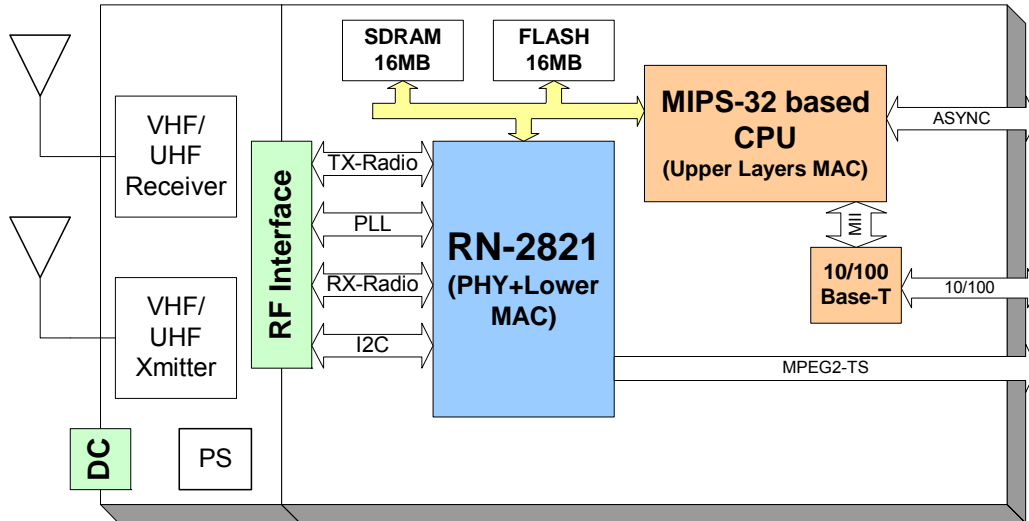 SDRAM
16MB
FLASH
16MB
MIPS-32 based
CPU
(Upper Layers MAC)
ASYNC
VHF/
UHF
Receiver
RF Interface
TX-Radio
PLL
RX-Radio
I2C
RN-2821
(PHY+Lower
MAC)
MII
10/100
Base-T
10/100
VHF/
UHF
Xmitter
MPEG2-TS
DC
PS